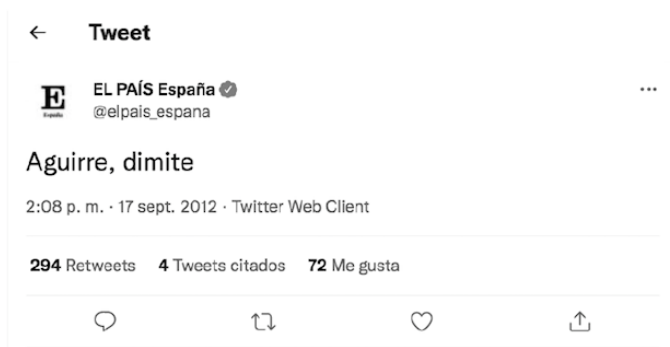 Tweet
E
España
EL PAÍS España
@elpais_espana
Aguirre, dimite
2:08 p. m. · 17 sept. 2012 · Twitter Web Client
294 Retweets 4 Tweets citados 72 Me gusta